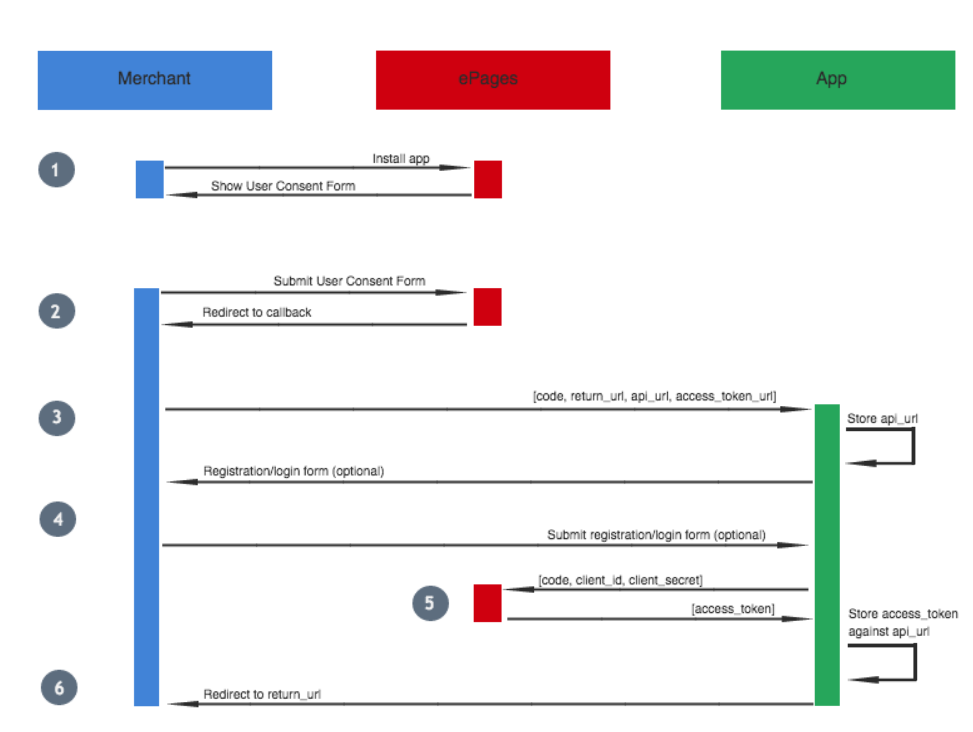 Merchant
ePages
App
1
Install app
Show User Consent Form
2
Submit User Consent Form
Redirect to callback
3
[code, return_url, api_url, access_token_url]
Store api_url
Registration/login form (optional)
4
Submit registration/login form (optional)
5
[code, client_id, client_secret]
[access_token]
Store access_token
against api_url
6
Redirect to return_url